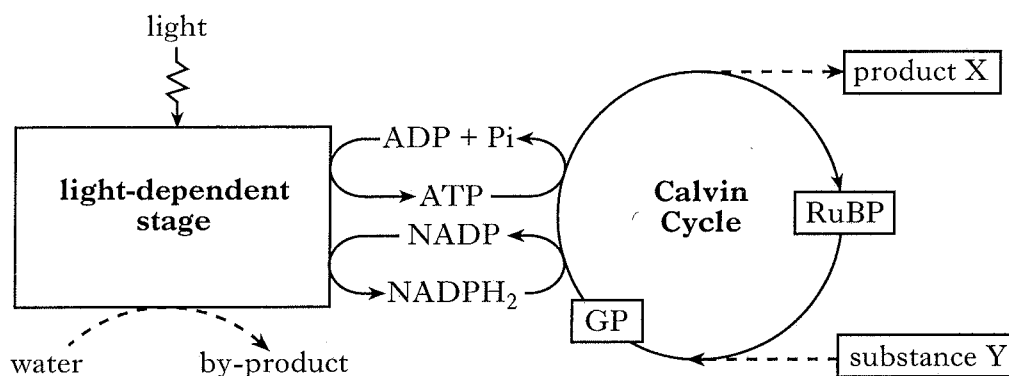 light
product X
ADP + Pi
light-dependent
stage
ATP
Calvin
Cycle
RuBP
NADP
NADPH₂
GP
water
by-product
substance Y